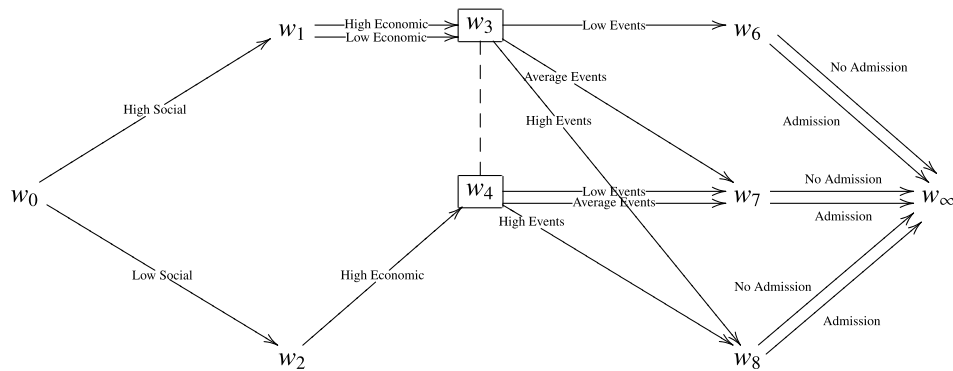 w1
High Economic
Low Economic
w3
Low Events
w6
Average Events
No Admission
High Social
High Events
Admission
w0
w4
Low Events
Average Events
w7
No Admission
Admission
w∞
High Events
Low Social
High Economic
No Admission
Admission
w2
w8